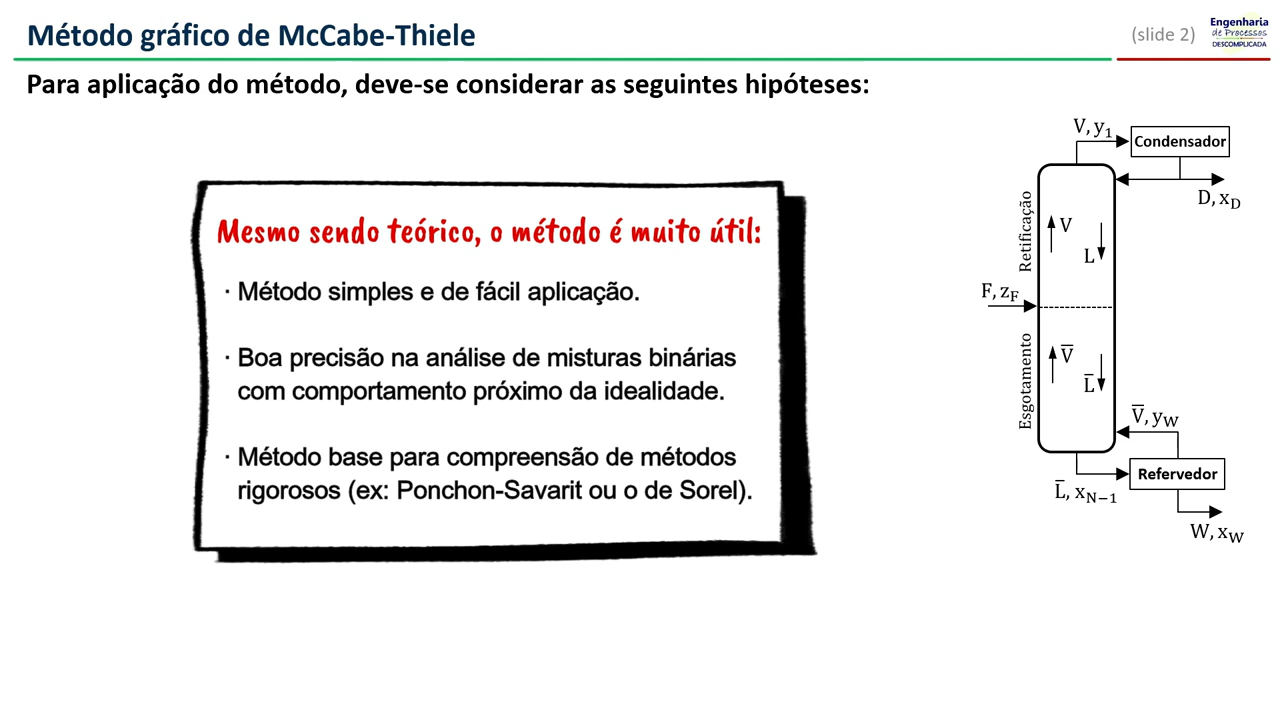 Método gráfico de McCabe-Thiele
(slide 2)
Engenharia
de Processos
DESCOMPLICADA
Para aplicação do método, deve-se considerar as seguintes hipóteses:
Mesmo sendo teórico, o método é muito útil:
· Método simples e de fácil aplicação.
· Boa precisão na análise de misturas binárias
com comportamento próximo da idealidade.
· Método base para compreensão de métodos
rigorosos (ex: Ponchon-Savarit ou o de Sorel).
V, y₁
Condensador
D, x_D
Retificação
V
L
F, z_F
Esgotamento
V̅
L̅
V̅, y_W
Refervedor
L̅, x_{N−1}
W, x_W